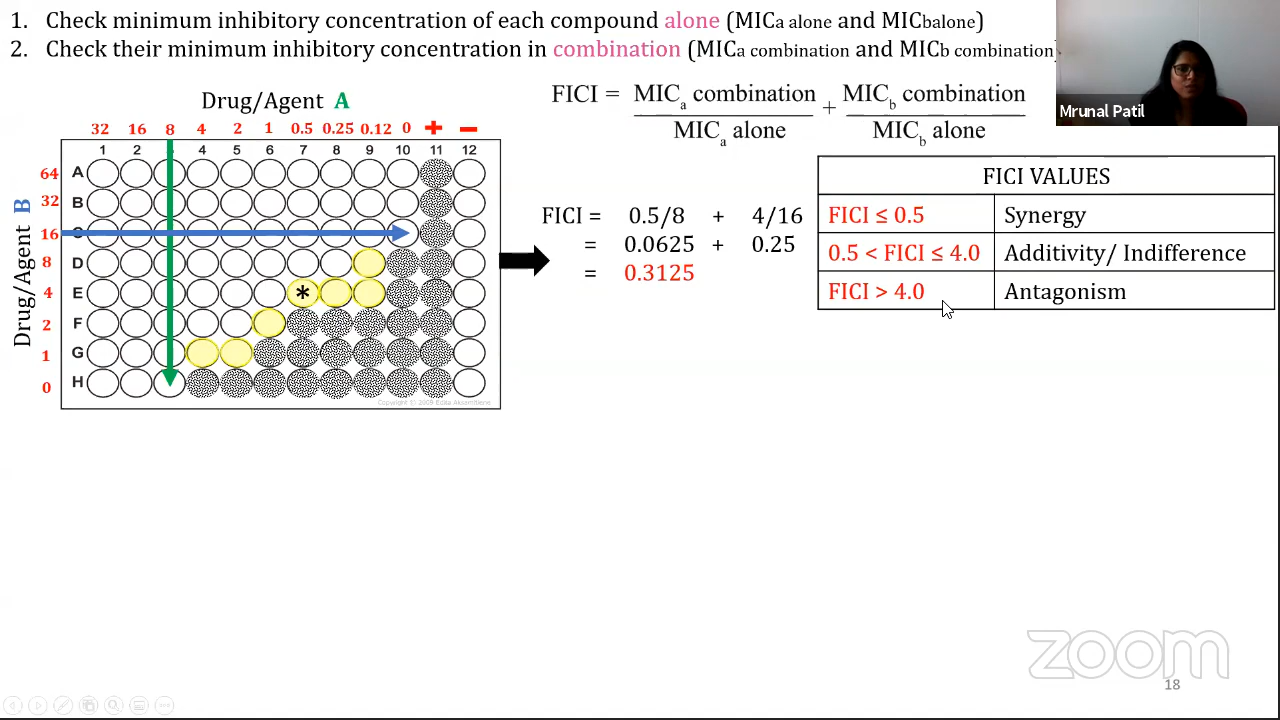 1. Check minimum inhibitory concentration of each compound alone (MICa alone and MICbalone)
2. Check their minimum inhibitory concentration in combination (MICa combination and MICb combination)
Mrunal Patil
Drug/Agent A
32 16 8 4 2 1 0.5 0.25 0.12 0 + −
1 2 3 4 5 6 7 8 9 10 11 12
Drug/Agent B
64 A
32 B
16 C
8 D
4 E *
2 F
1 G
0 H
Copyright © 2009 Edita Aksamitiene
FICI = MICa combination / MICa alone + MICb combination / MICb alone
FICI = 0.5/8 + 4/16
= 0.0625 + 0.25
= 0.3125
FICI VALUES
FICI ≤ 0.5 Synergy
0.5 < FICI ≤ 4.0 Additivity/ Indifference
FICI > 4.0 Antagonism
zoom
18